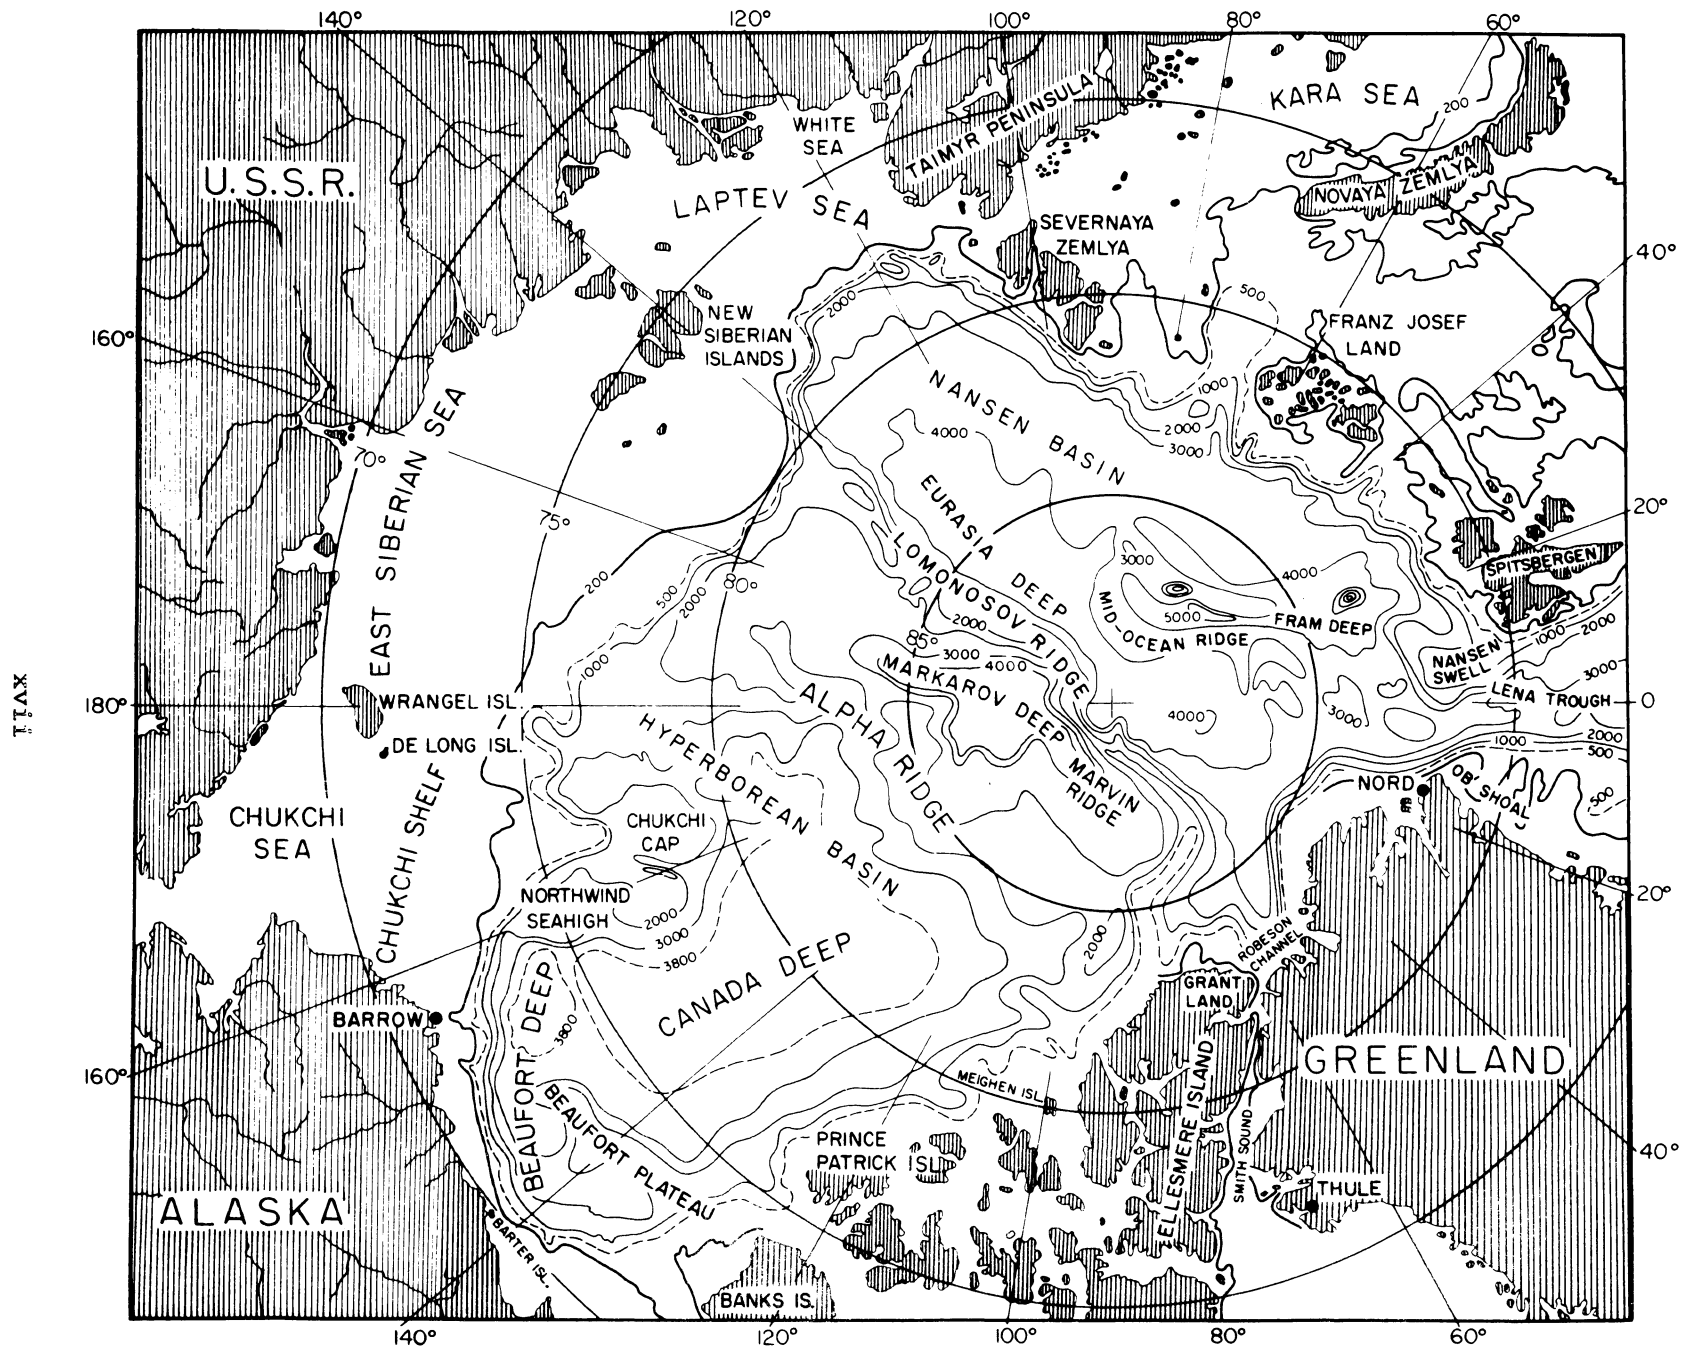 140°
120°
100°
80°
60°
WHITE
SEA
TAIMYR PENINSULA
KARA SEA
200
U.S.S.R.
LAPTEV SEA
NOVAYA ZEMLYA
SEVERNAYA
ZEMLYA
40°
500
2000
NEW
SIBERIAN
ISLANDS
FRANZ JOSEF
LAND
160°
NANSEN BASIN
1000
2000
3000
4000
EAST SIBERIAN SEA
70°
EURASIA DEEP
75°
LOMONOSOV RIDGE
20°
3000
4000
SPITSBERGEN
200
500
2000
80°
5000
MID-OCEAN RIDGE
FRAM DEEP
2000
85°
3000
4000
1000
2000
NANSEN
SWELL
3000
1000
MARKAROV DEEP
xvii
180°
WRANGEL ISL.
ALPHA RIDGE
LENA TROUGH
0
4000
3000
HYPERBOREAN BASIN
DE LONG ISL.
1000
2000
500
MARVIN
RIDGE
NORD
OB' SHOAL
500
CHUKCHI
SEA
CHUKCHI SHELF
CHUKCHI
CAP
NORTHWIND
SEAHIGH
2000
3000
3800
20°
2000
ROBESON
CHANNEL
CANADA DEEP
GRANT
LAND
BARROW
BEAUFORT DEEP
3800
GREENLAND
160°
MEIGHEN ISL.
BEAUFORT PLATEAU
ELLESMERE ISLAND
SMITH SOUND
PRINCE
PATRICK ISL.
40°
THULE
ALASKA
BARTER ISL.
BANKS IS.
140°
120°
100°
80°
60°